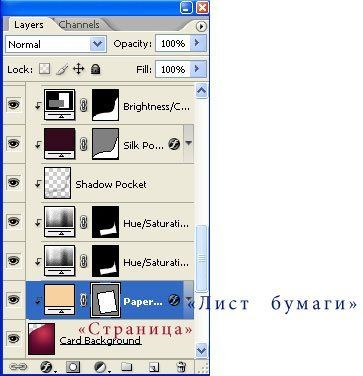 Layers Channels
Normal Opacity: 100%
Lock: Fill: 100%
Brightness/C...
Silk Po...
Shadow Pocket
Hue/Saturati...
Hue/Saturati...
Paper... «Лист бумаги»
«Страница»
Card Background